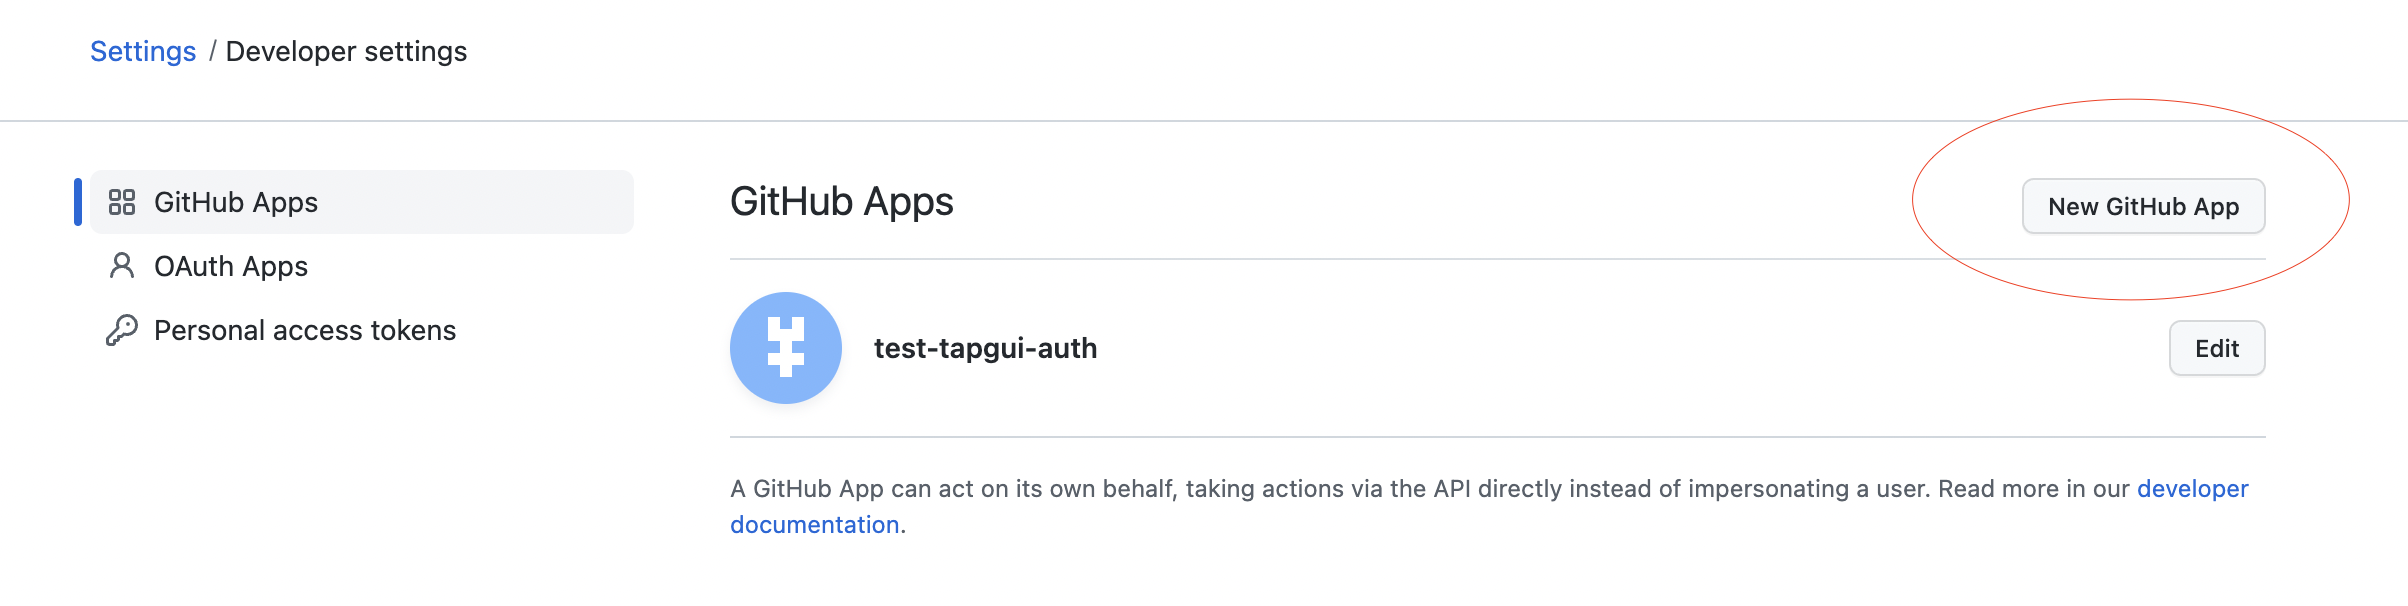 Settings / Developer settings
GitHub Apps
OAuth Apps
Personal access tokens
GitHub Apps
New GitHub App
test-tapgui-auth
Edit
A GitHub App can act on its own behalf, taking actions via the API directly instead of impersonating a user. Read more in our developer
documentation.